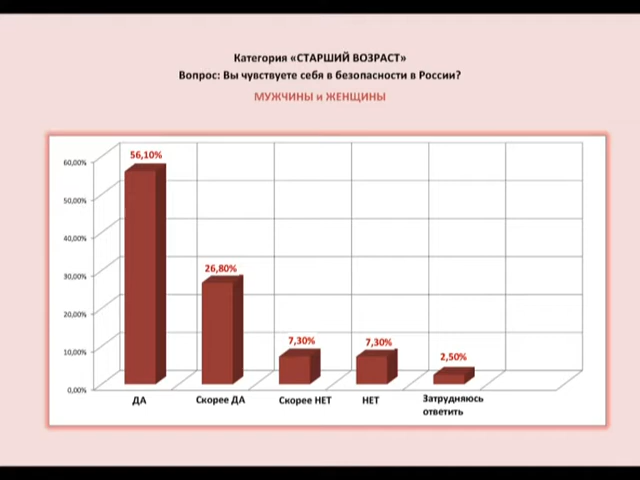 Категория «СТАРШИЙ ВОЗРАСТ»
Вопрос: Вы чувствуете себя в безопасности в России?
МУЖЧИНЫ и ЖЕНЩИНЫ
60,00%
50,00%
40,00%
30,00%
20,00%
10,00%
0,00%
56,10%
26,80%
7,30%
7,30%
2,50%
ДА
Скорее ДА
Скорее НЕТ
НЕТ
Затрудняюсь
ответить